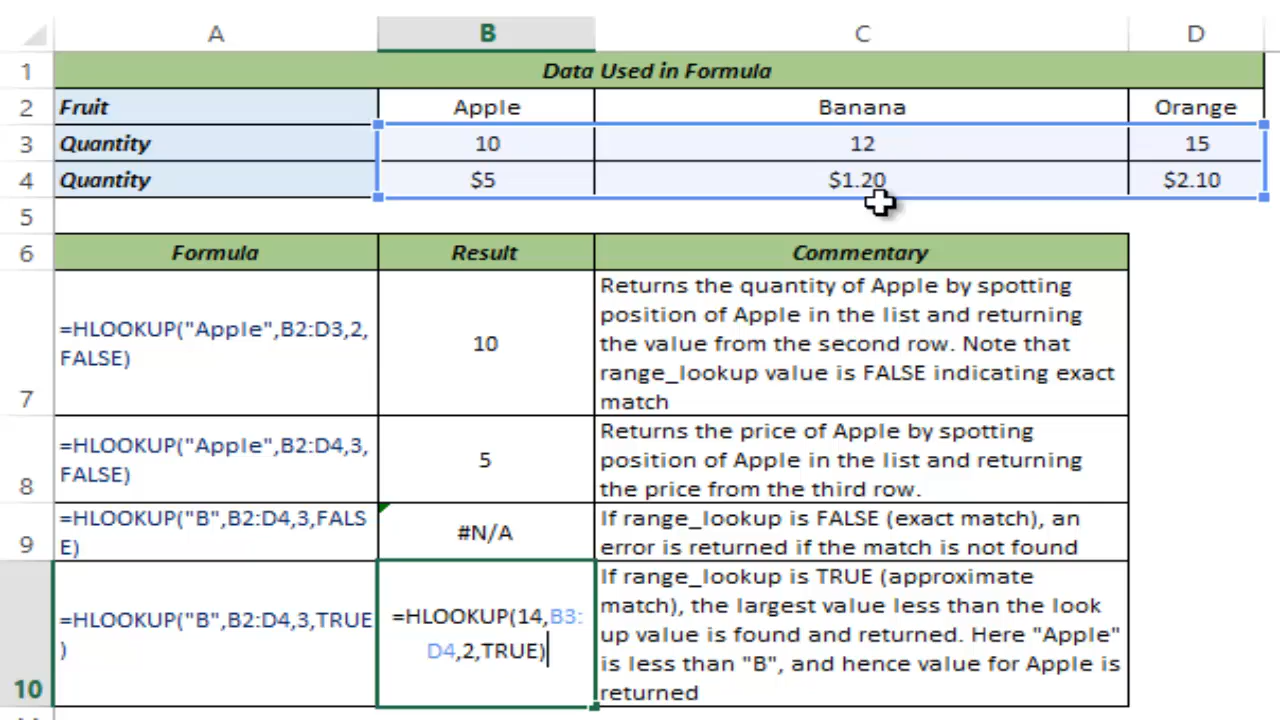 A B C D
1 Data Used in Formula
2 Fruit Apple Banana Orange
3 Quantity 10 12 15
4 Quantity $5 $1.20 $2.10
5
6 Formula Result Commentary
=HLOOKUP("Apple",B2:D3,2,
FALSE)
10
Returns the quantity of Apple by spotting
position of Apple in the list and returning
the value from the second row. Note that
range_lookup value is FALSE indicating exact
match
7
=HLOOKUP("Apple",B2:D4,3,
FALSE)
5
Returns the price of Apple by spotting
position of Apple in the list and returning
the price from the third row.
8
=HLOOKUP("B",B2:D4,3,FALS
E)
#N/A
If range_lookup is FALSE (exact match), an
error is returned if the match is not found
9
=HLOOKUP("B",B2:D4,3,TRUE
)
=HLOOKUP(14,B3:
D4,2,TRUE)
If range_lookup is TRUE (approximate
match), the largest value less than the look
up value is found and returned. Here "Apple"
is less than "B", and hence value for Apple is
returned
10